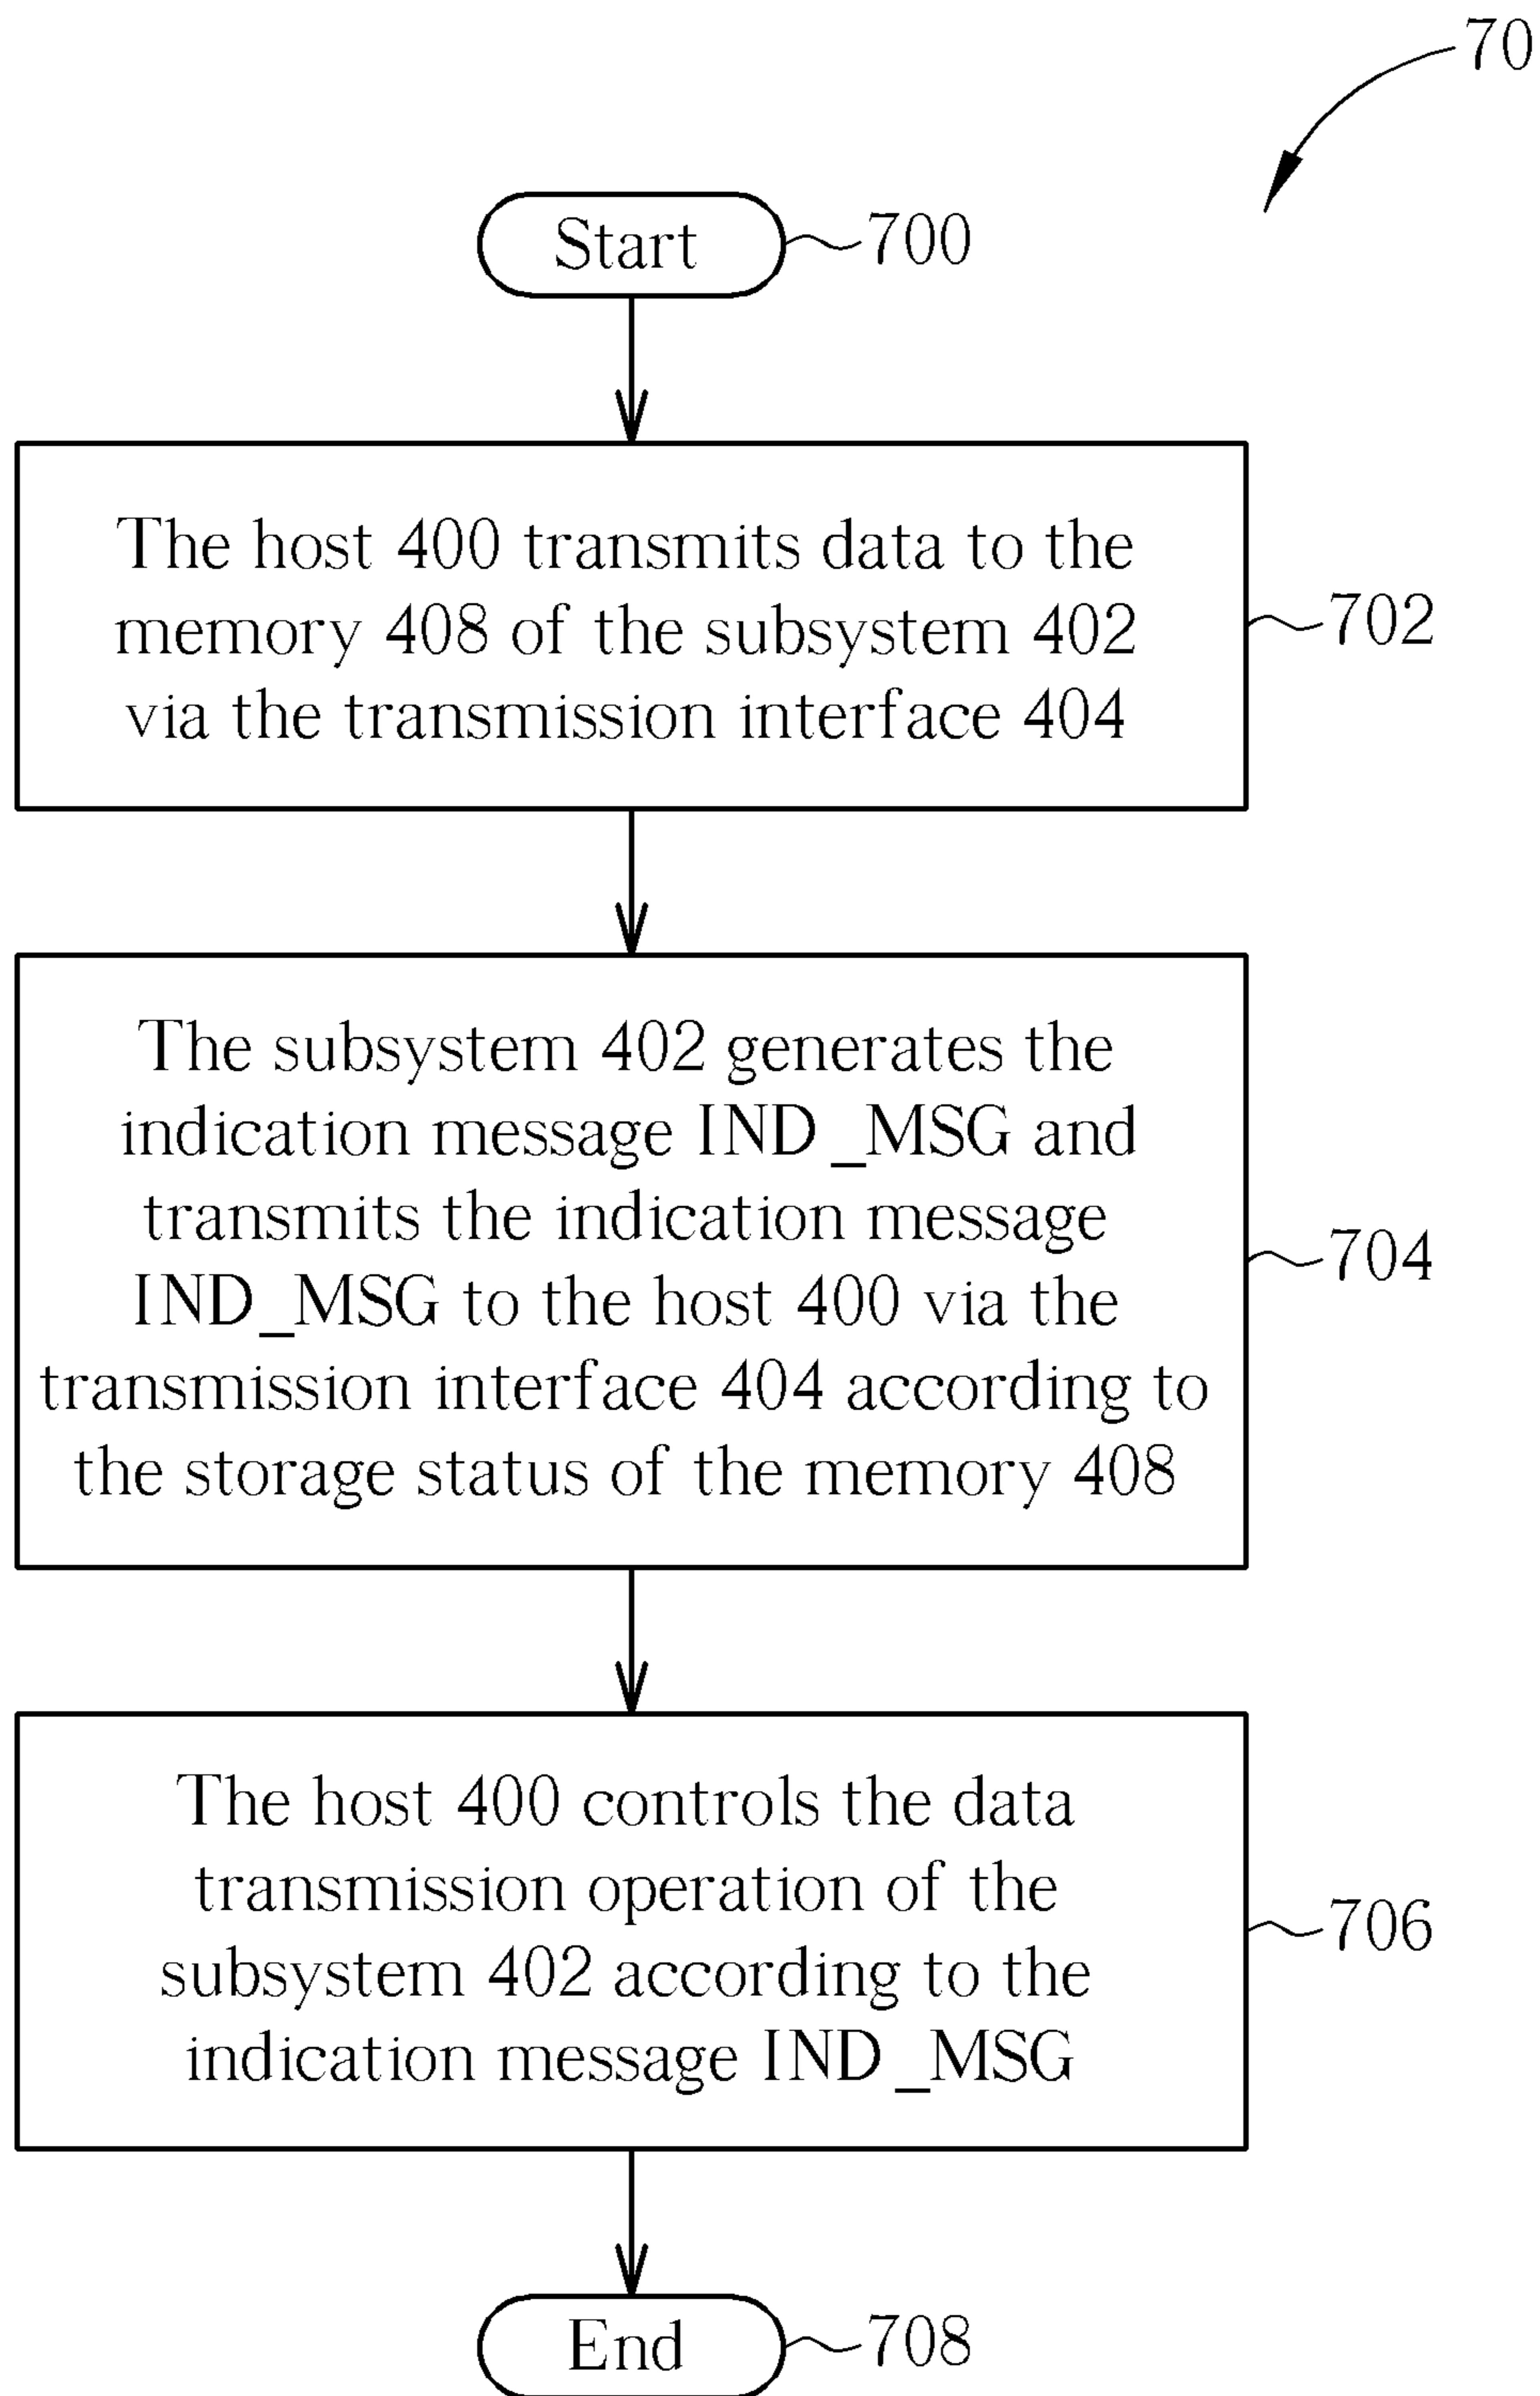 70
Start
700
The host 400 transmits data to the
memory 408 of the subsystem 402
via the transmission interface 404
702
The subsystem 402 generates the
indication message IND_MSG and
transmits the indication message
IND_MSG to the host 400 via the
transmission interface 404 according to
the storage status of the memory 408
704
The host 400 controls the data
transmission operation of the
subsystem 402 according to the
indication message IND_MSG
706
End
708